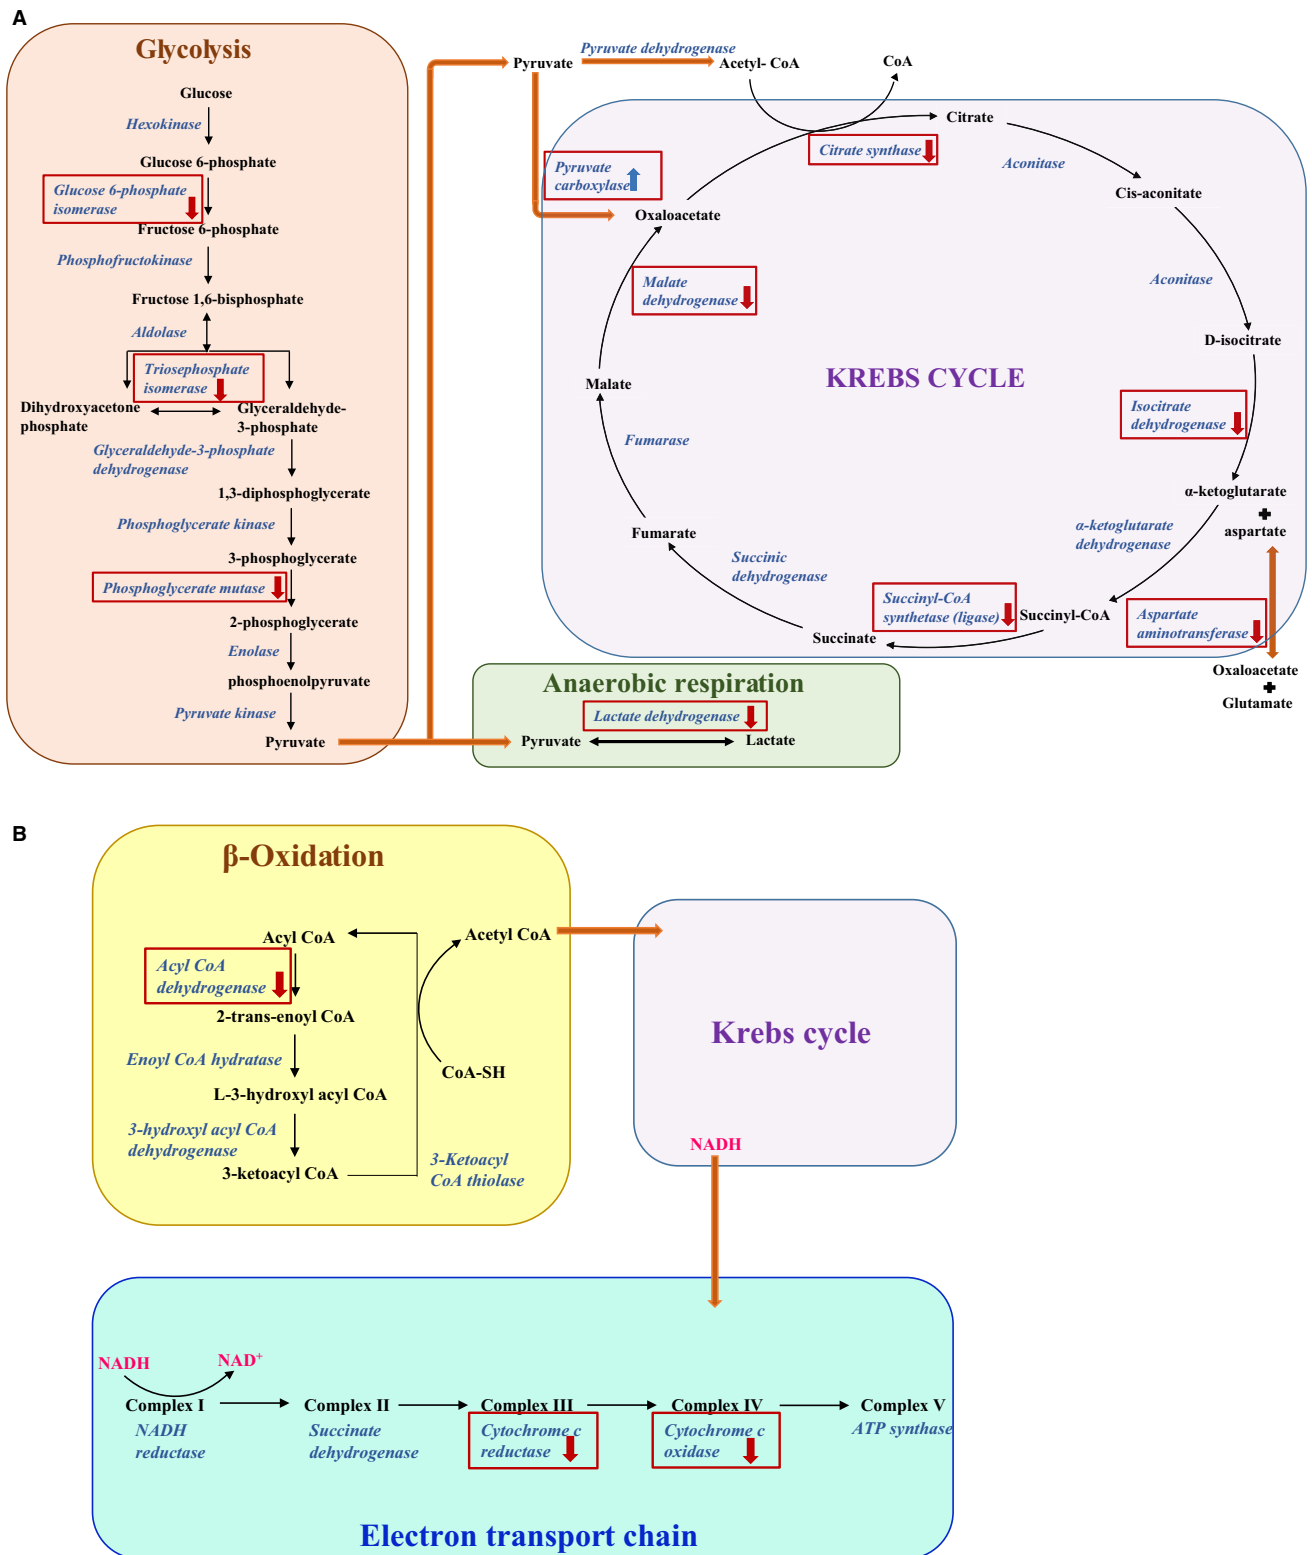 A
Glycolysis
Glucose
Hexokinase
Glucose 6-phosphate
Glucose 6-phosphate
isomerase
Fructose 6-phosphate
Phosphofructokinase
Fructose 1,6-bisphosphate
Aldolase
Triosephosphate
isomerase
Dihydroxyacetone
phosphate
Glyceraldehyde-
3-phosphate
Glyceraldehyde-3-phosphate
dehydrogenase
1,3-diphosphoglycerate
Phosphoglycerate kinase
3-phosphoglycerate
Phosphoglycerate mutase
2-phosphoglycerate
Enolase
phosphoenolpyruvate
Pyruvate kinase
Pyruvate
Pyruvate
Pyruvate dehydrogenase
Acetyl- CoA
CoA
Citrate
Citrate synthase
Aconitase
Cis-aconitate
Aconitase
D-isocitrate
Isocitrate
dehydrogenase
α-ketoglutarate
aspartate
α-ketoglutarate
dehydrogenase
Aspartate
aminotransferase
Oxaloacetate
Glutamate
Succinyl-CoA
Succinyl-CoA
synthetase (ligase)
Succinate
Succinic
dehydrogenase
Fumarate
Fumarase
Malate
Malate
dehydrogenase
Oxaloacetate
Pyruvate
carboxylase
KREBS CYCLE
Anaerobic respiration
Lactate dehydrogenase
Pyruvate
Lactate
B
β-Oxidation
Acyl CoA
Acyl CoA
dehydrogenase
2-trans-enoyl CoA
Enoyl CoA hydratase
L-3-hydroxyl acyl CoA
3-hydroxyl acyl CoA
dehydrogenase
3-ketoacyl CoA
3-Ketoacyl
CoA thiolase
CoA-SH
Acetyl CoA
Krebs cycle
NADH
NADH
NAD⁺
Complex I
NADH
reductase
Complex II
Succinate
dehydrogenase
Complex III
Cytochrome c
reductase
Complex IV
Cytochrome c
oxidase
Complex V
ATP synthase
Electron transport chain